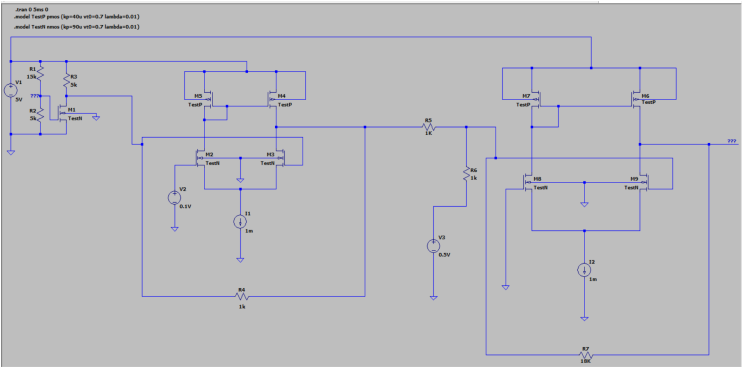 .tran 0 5ms 0
.model TestP pmos (kp=40u vt0=0.7 lambda=0.01)
.model TestN nmos (kp=90u vt0=0.7 lambda=0.01)
R1
15k
R3
5k
V1
5V
???
R2
5k
M1
TestN
M5
TestP
M4
TestP
M2
TestN
M3
TestN
V2
0.1V
I1
1m
R4
1k
R5
1K
R6
1k
V3
0.5V
M7
TestP
M6
TestP
M8
TestN
M9
TestN
???
I2
1m
R7
18K